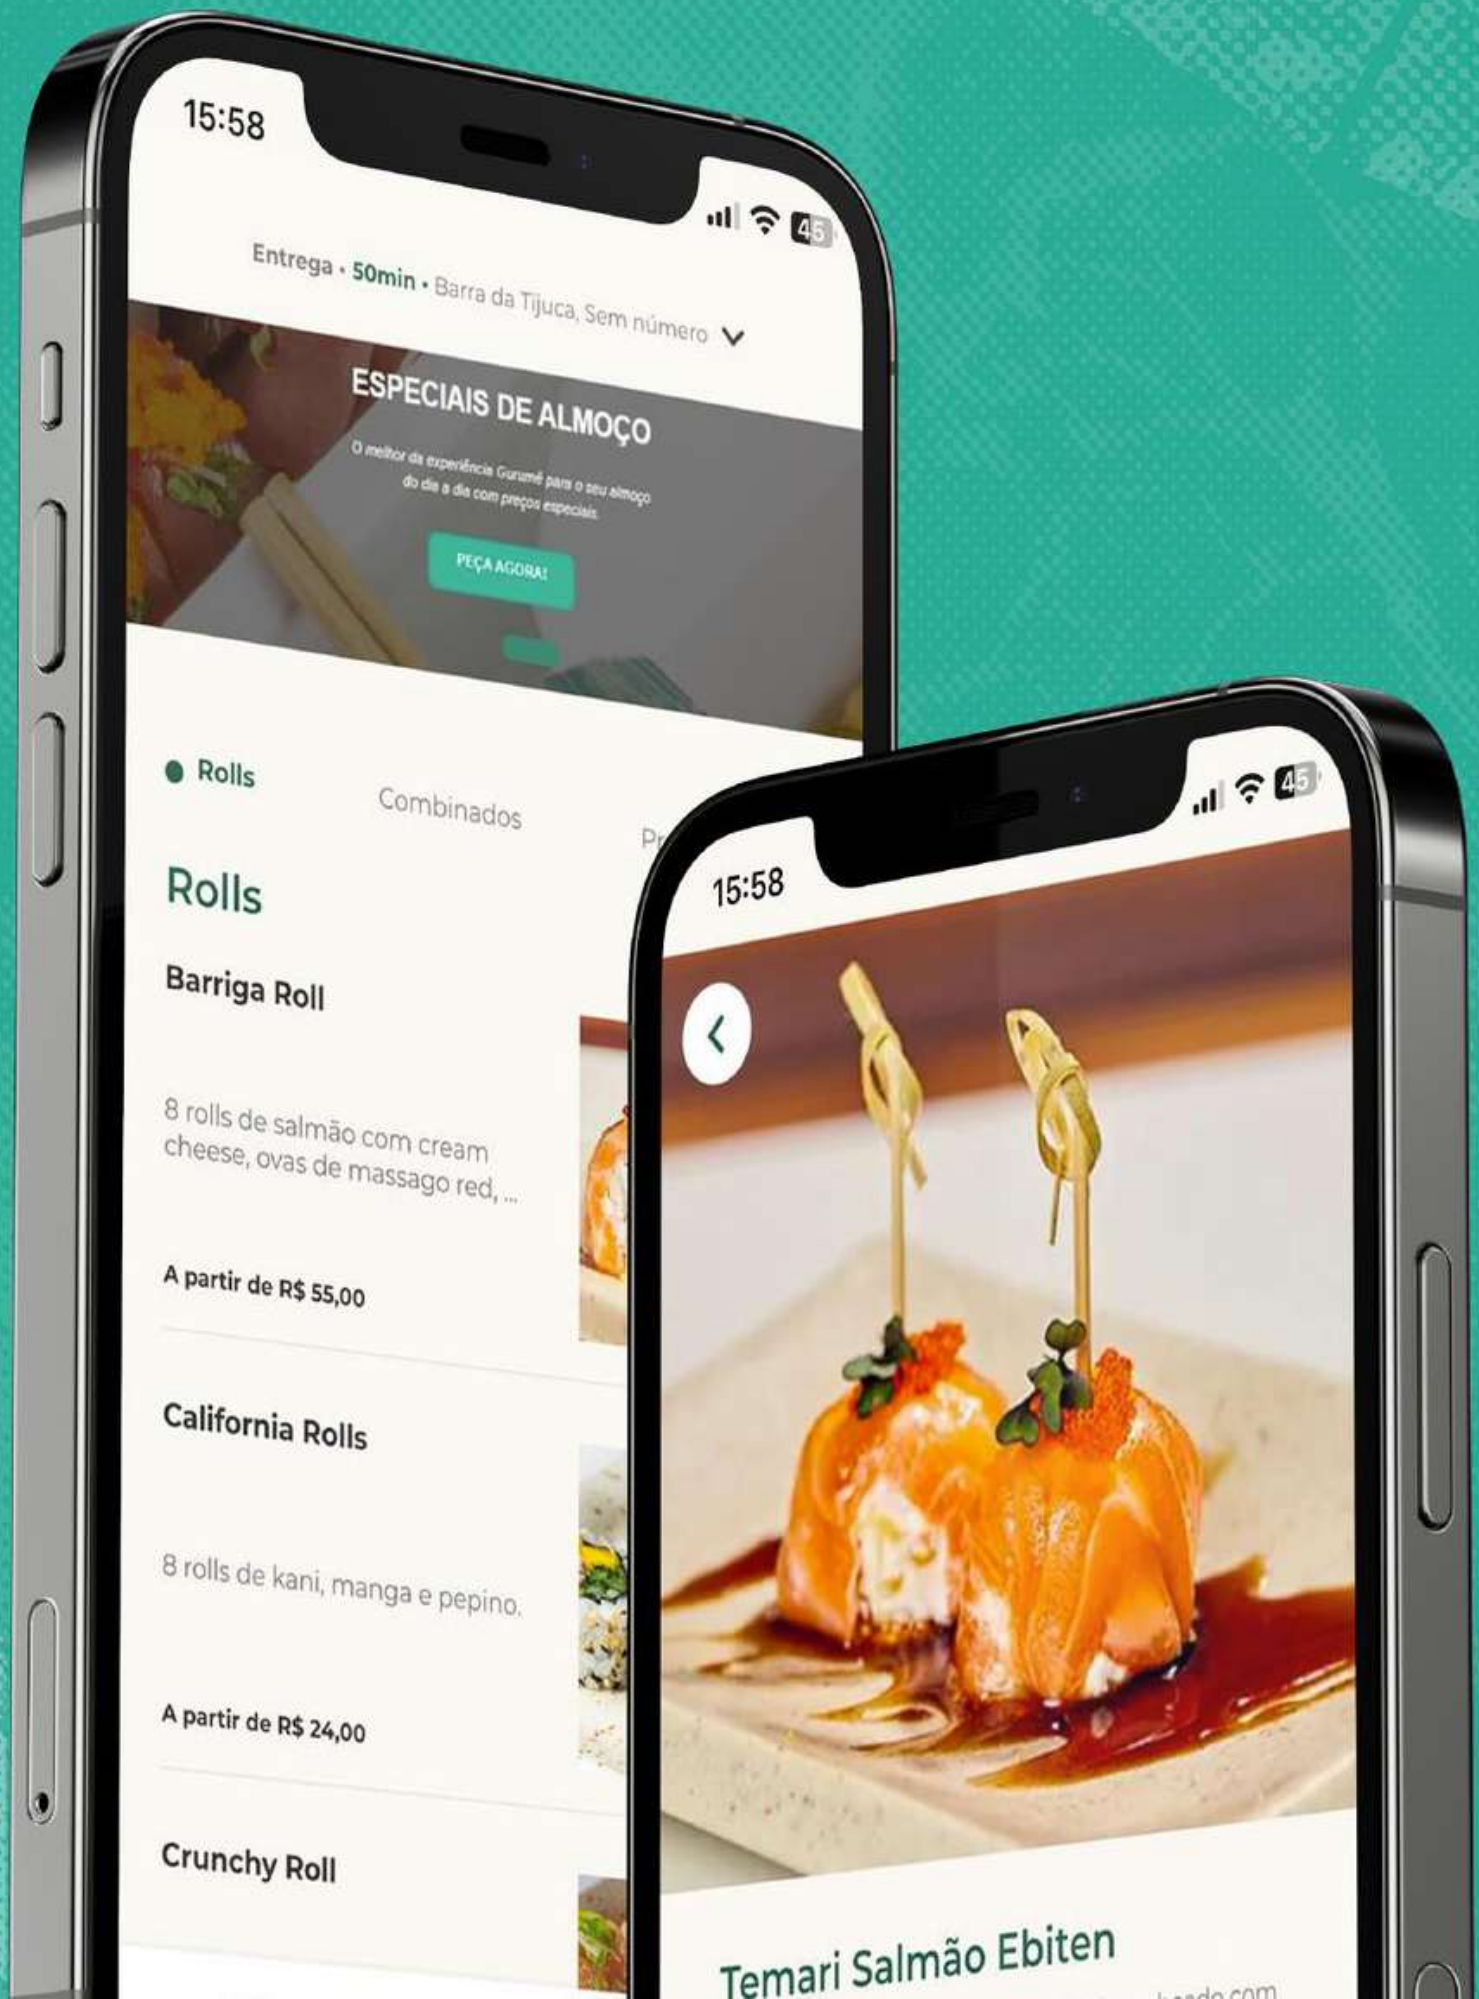 15:58
45
Entrega • 50min • Barra da Tijuca, Sem número
ESPECIAIS DE ALMOÇO
O melhor da experiência Gurumê para o seu almoço
do dia a dia com preços especiais.
PEÇA AGORA!
Rolls
Combinados
Rolls
Barriga Roll
8 rolls de salmão com cream
cheese, ovas de massago red, ...
A partir de R$ 55,00
California Rolls
8 rolls de kani, manga e pepino.
A partir de R$ 24,00
Crunchy Roll
15:58
45
Temari Salmão Ebiten
com